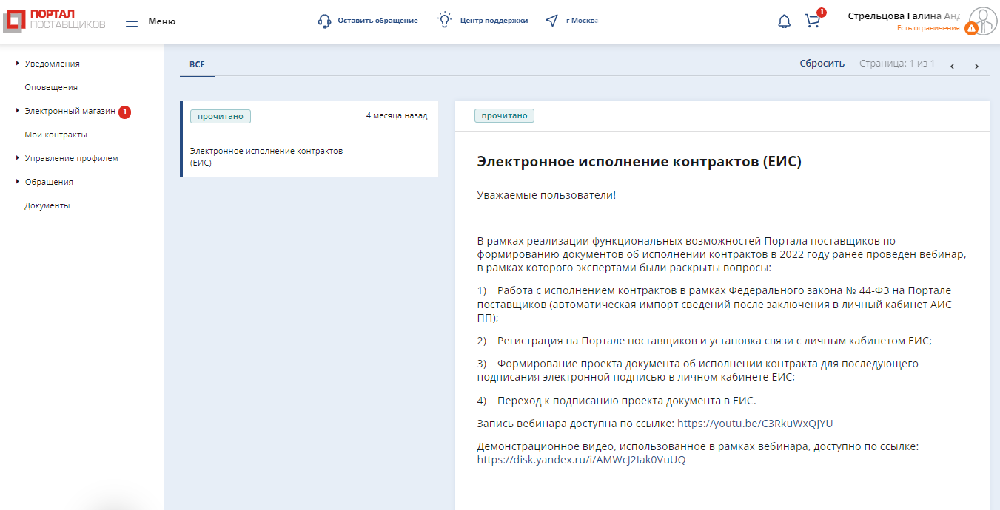 ПОРТАЛ
ПОСТАВЩИКОВ
Меню
Оставить обращение
Центр поддержки
г Москва
1
Стрельцова Галина Анд
Есть ограничения
Уведомления
Оповещения
Электронный магазин 1
Мои контракты
Управление профилем
Обращения
Документы
ВСЕ
Сбросить
Страница: 1 из 1
прочитано
4 месяца назад
Электронное исполнение контрактов
(ЕИС)
прочитано
Электронное исполнение контрактов (ЕИС)
Уважаемые пользователи!
В рамках реализации функциональных возможностей Портала поставщиков по
формированию документов об исполнении контрактов в 2022 году ранее проведен вебинар,
в рамках которого экспертами были раскрыты вопросы:
1) Работа с исполнением контрактов в рамках Федерального закона № 44-ФЗ на Портале
поставщиков (автоматическая импорт сведений после заключения в личный кабинет АИС
ПП);
2) Регистрация на Портале поставщиков и установка связи с личным кабинетом ЕИС;
3) Формирование проекта документа об исполнении контракта для последующего
подписания электронной подписью в личном кабинете ЕИС;
4) Переход к подписанию проекта документа в ЕИС.
Запись вебинара доступна по ссылке: https://youtu.be/C3RkuWxQJYU
Демонстрационное видео, использованное в рамках вебинара, доступно по ссылке:
https://disk.yandex.ru/i/AMWcJ2Iak0VuUQ